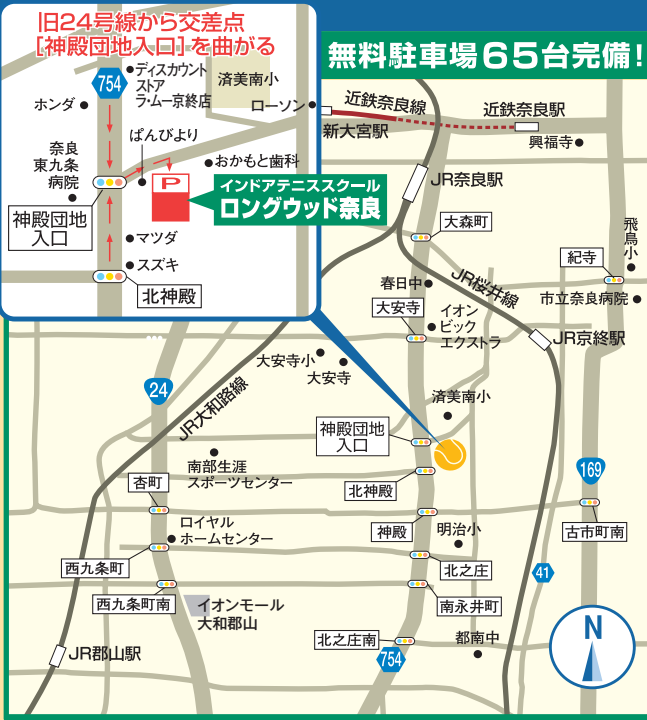 旧24号線から交差点
［神殿団地入口］を曲がる
無料駐車場65台完備！
754
ディスカウント
ストア
ラ・ムー京終店
済美南小
ホンダ
ローソン
ぱんびより
奈良
東九条
病院
おかもと歯科
P
インドアテニススクール
ロングウッド奈良
神殿団地
入口
マツダ
スズキ
北神殿
近鉄奈良線
近鉄奈良駅
新大宮駅
興福寺
JR奈良駅
大森町
飛鳥小
紀寺
春日中
JR桜井線
市立奈良病院
大安寺
イオン
ビック
エクストラ
JR京終駅
大安寺小
大安寺
24
JR大和路線
済美南小
神殿団地
入口
南部生涯
スポーツセンター
北神殿
169
杏町
神殿
明治小
古市町南
ロイヤル
ホームセンター
西九条町
北之庄
41
西九条町南
イオンモール
大和郡山
南永井町
N
北之庄南
都南中
JR郡山駅
754